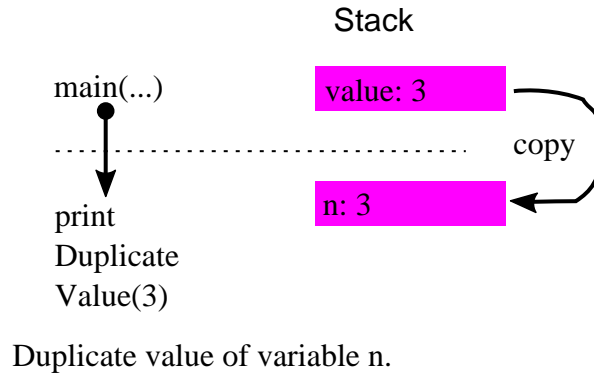 Stack
main(...)
value: 3
copy
n: 3
print
Duplicate
Value(3)
Duplicate value of variable n.